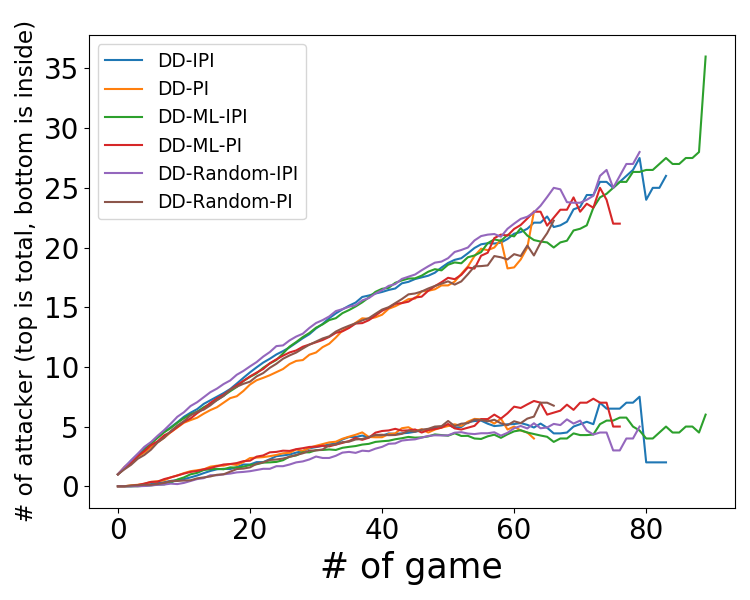 # of attacker (top is total, bottom is inside)
35
30
25
20
15
10
5
0
DD-IPI
DD-PI
DD-ML-IPI
DD-ML-PI
DD-Random-IPI
DD-Random-PI
0 20 40 60 80
# of game